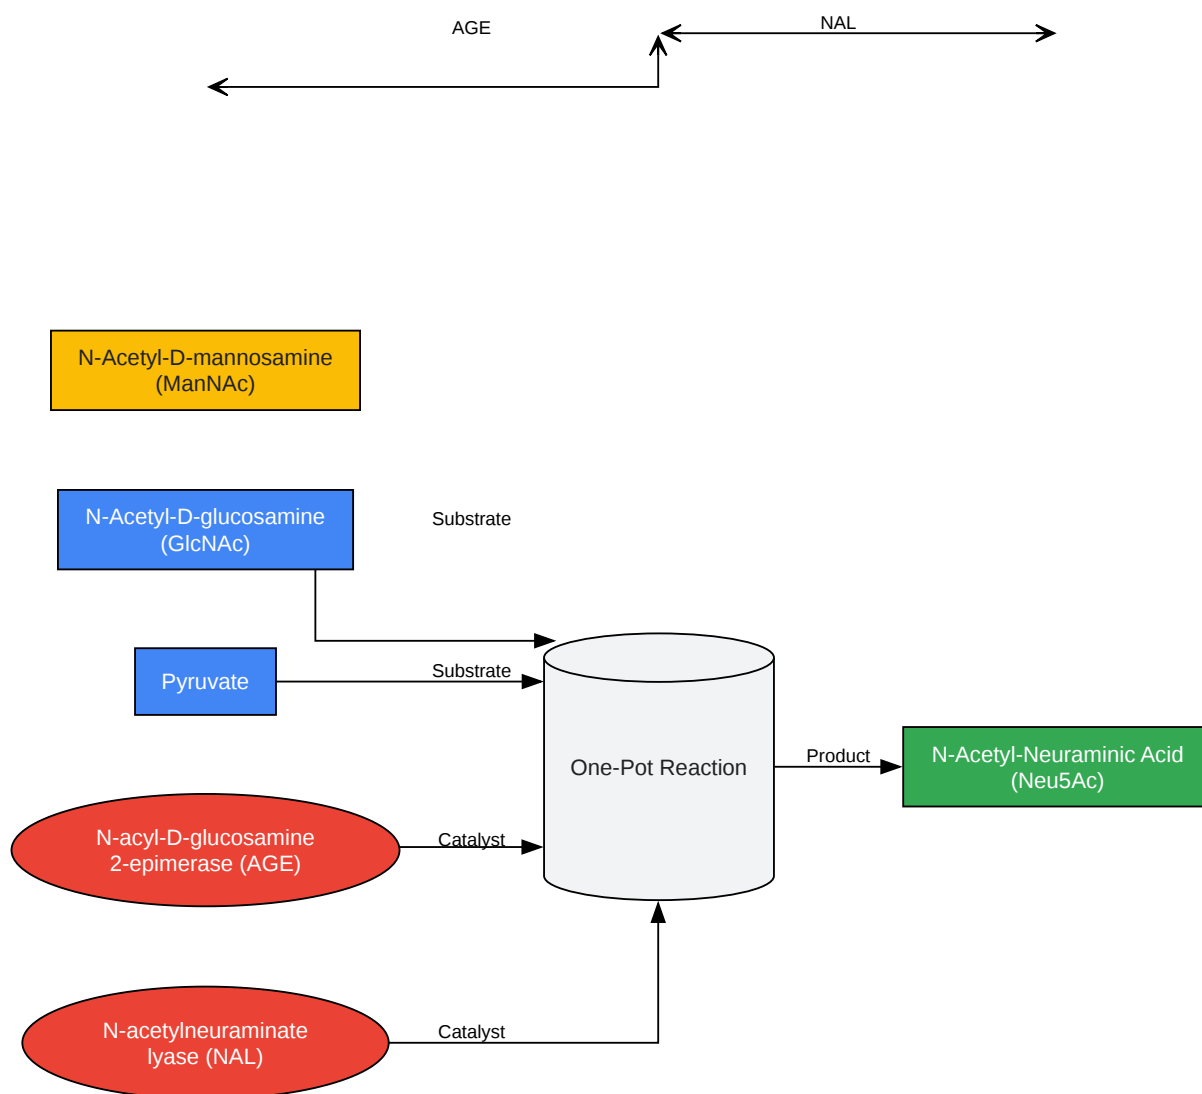 AGE
NAL
N-Acetyl-D-mannosamine
(ManNAc)
N-Acetyl-D-glucosamine
(GlcNAc)
Substrate
Pyruvate
Substrate
One-Pot Reaction
Product
N-Acetyl-Neuraminic Acid
(Neu5Ac)
N-acyl-D-glucosamine
2-epimerase (AGE)
Catalyst
N-acetylneuraminate
lyase (NAL)
Catalyst